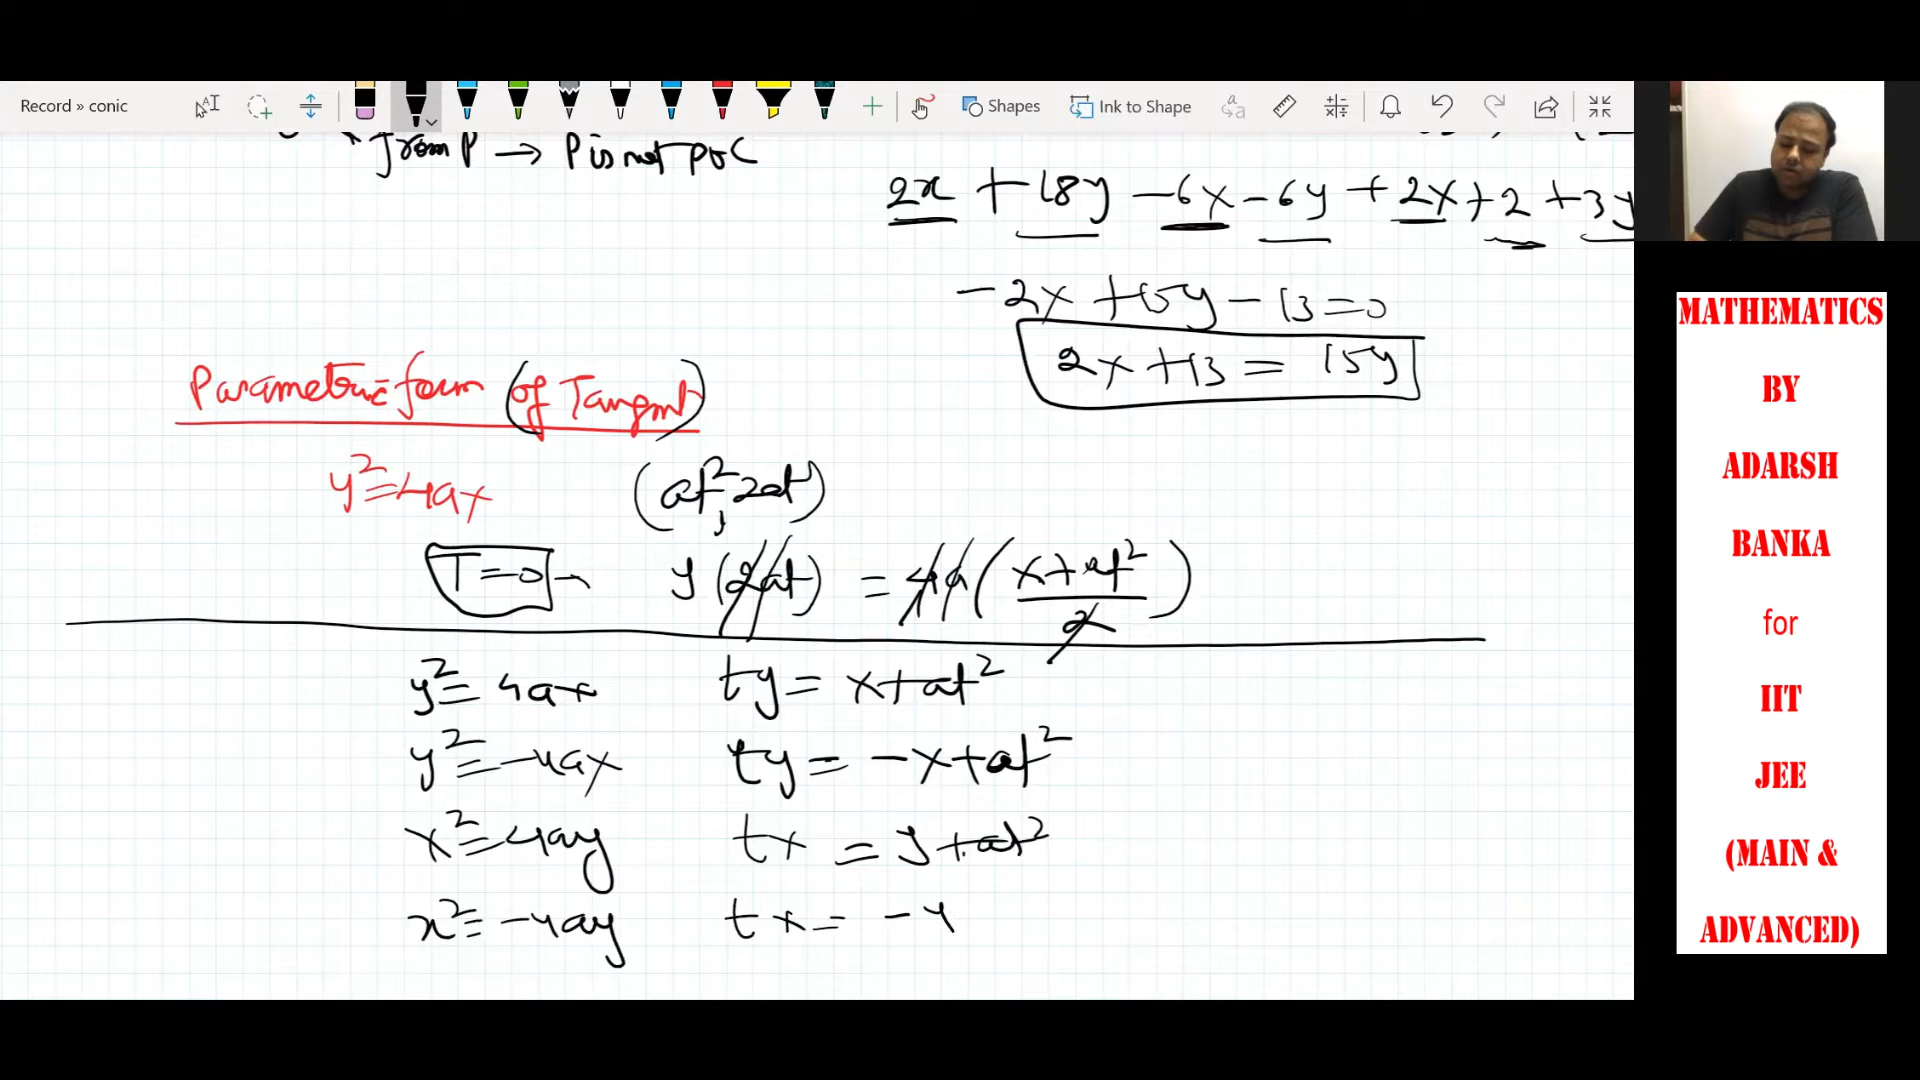 Record » conic
Shapes
Ink to Shape
from P → P is not POC
2x + 18y - 6x - 6y + 2x + 2 + 3y
-2x + 15y - 13 = 0
2x + 13 = 15y
Parametric form (of Tangent)
y² = 4ax (at², 2at)
T = 0 → y(2at) = 4a((x + at²)/2)
y² = 4ax ty = x + at²
y² = -4ax ty = -x + at²
x² = 4ay tx = y + at²
x² = -4ay tx = -y
MATHEMATICS
BY
ADARSH
BANKA
for
IIT
JEE
(MAIN &
ADVANCED)